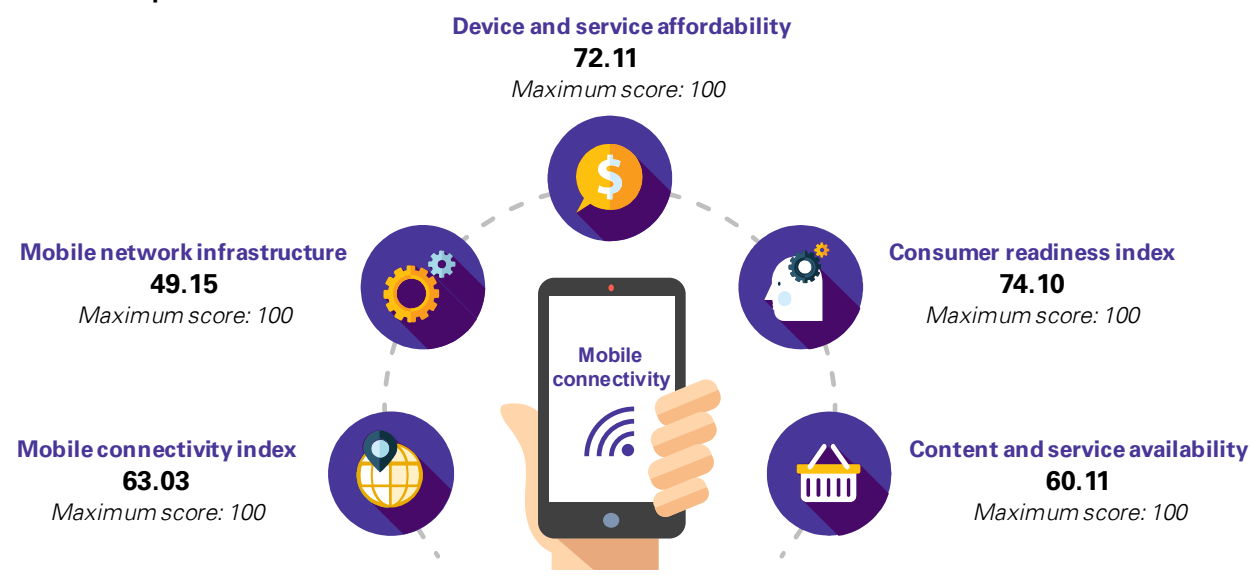 Device and service affordability
72.11
Maximum score: 100
Mobile network infrastructure
49.15
Maximum score: 100
Consumer readiness index
74.10
Maximum score: 100
Mobile
connectivity
Mobile connectivity index
63.03
Maximum score: 100
Content and service availability
60.11
Maximum score: 100